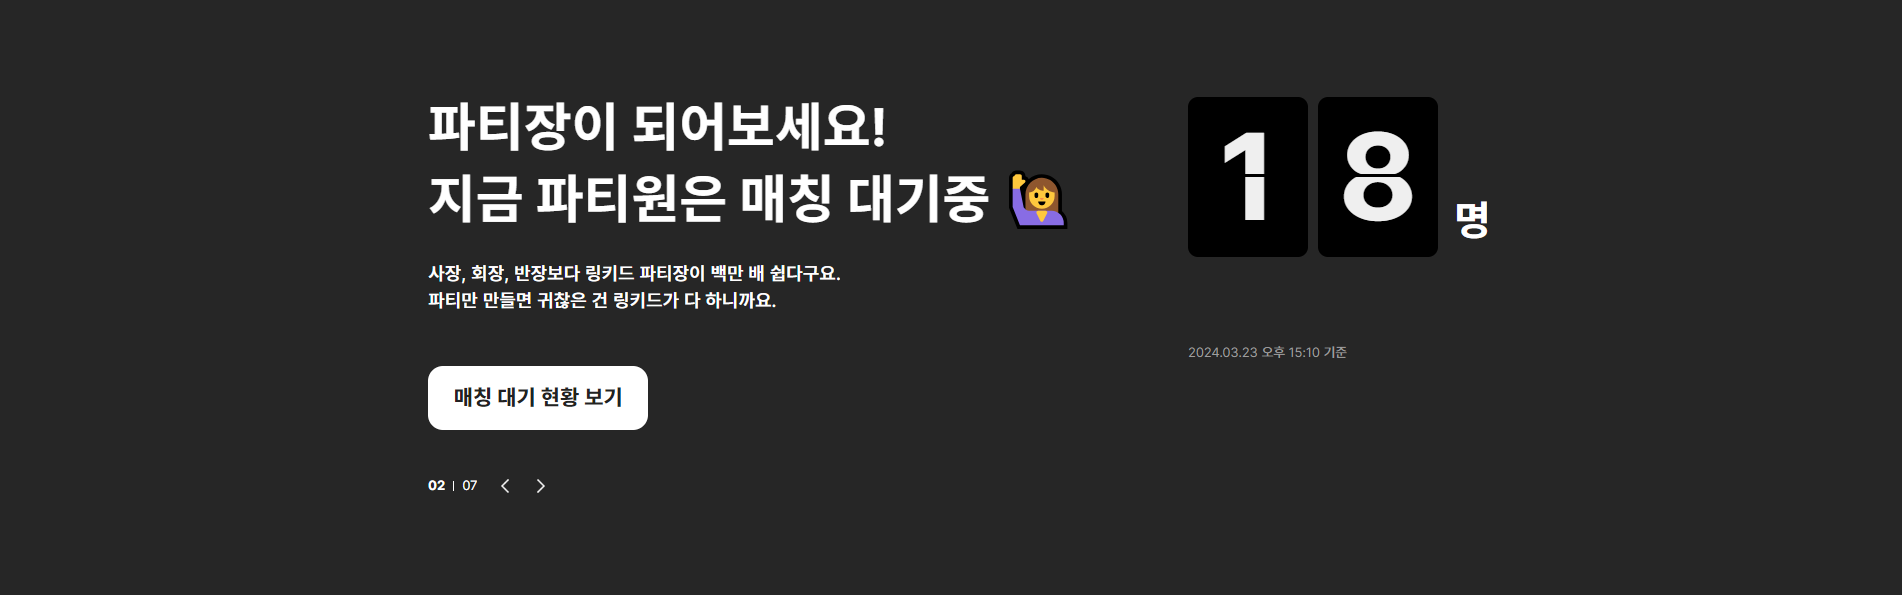 파티장이 되어보세요!
지금 파티원은 매칭 대기중 🙋‍♀️
사장, 회장, 반장보다 링키드 파티장이 백만 배 쉽다구요.
파티만 만들면 귀찮은 건 링키드가 다 하니까요.
매칭 대기 현황 보기
02 | 07
18 명
2024.03.23 오후 15:10 기준